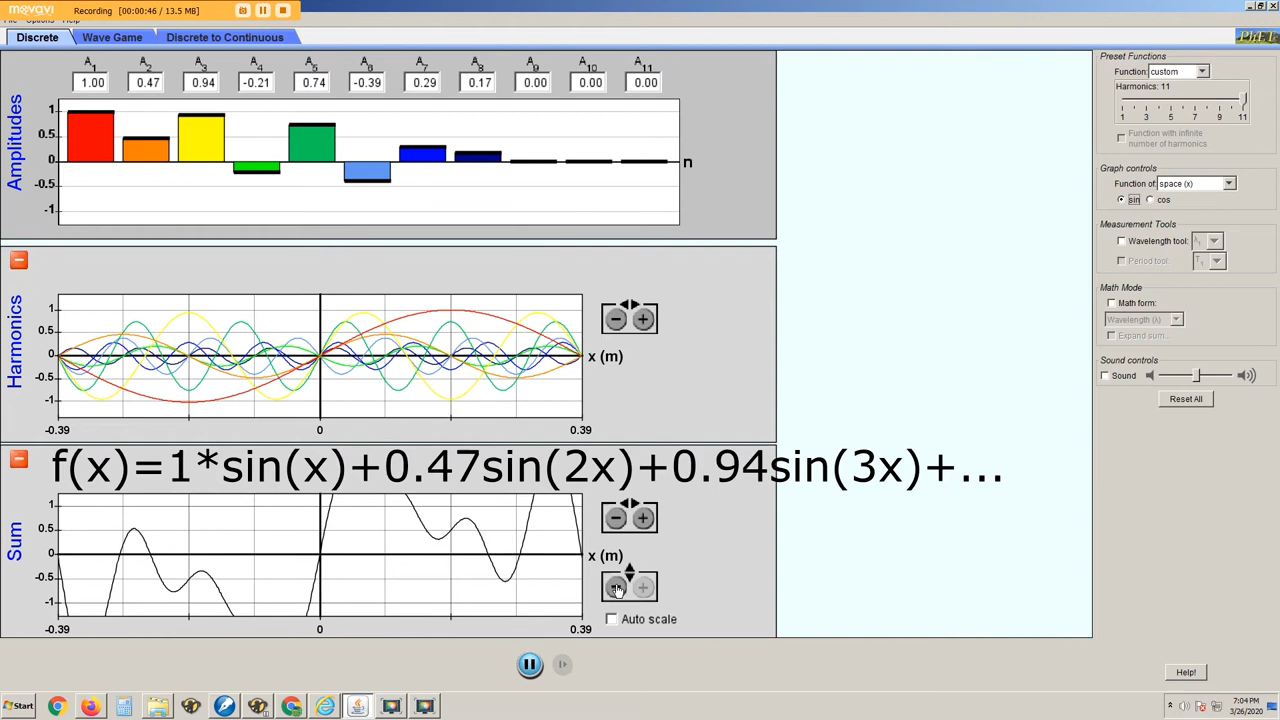 movavi Recording (00:00:46 / 13.5 MB)
File Options Help
Discrete Wave Game Discrete to Continuous
PhET
Amplitudes
A1 A2 A3 A4 A5 A6 A7 A8 A9 A10 A11
1.00 0.47 0.94 -0.21 0.74 -0.39 0.29 0.17 0.00 0.00 0.00
1
0.5
0
-0.5
-1
n
Harmonics
1
0.5
0
-0.5
-1
x (m)
-0.39 0 0.39
f(x)=1*sin(x)+0.47sin(2x)+0.94sin(3x)+...
Sum
1
0.5
0
-0.5
-1
x (m)
Auto scale
-0.39 0 0.39
Preset Functions
Function: custom
Harmonics: 11
1 3 5 7 9 11
Function with infinite
number of harmonics
Graph controls
Function of: space (x)
sin cos
Measurement Tools
Wavelength tool: λ1
Period tool: T1
Math Mode
Math form:
Wavelength (λ)
Expand sum...
Sound controls
Sound
Reset All
Help!
Start
7:04 PM
3/26/2020